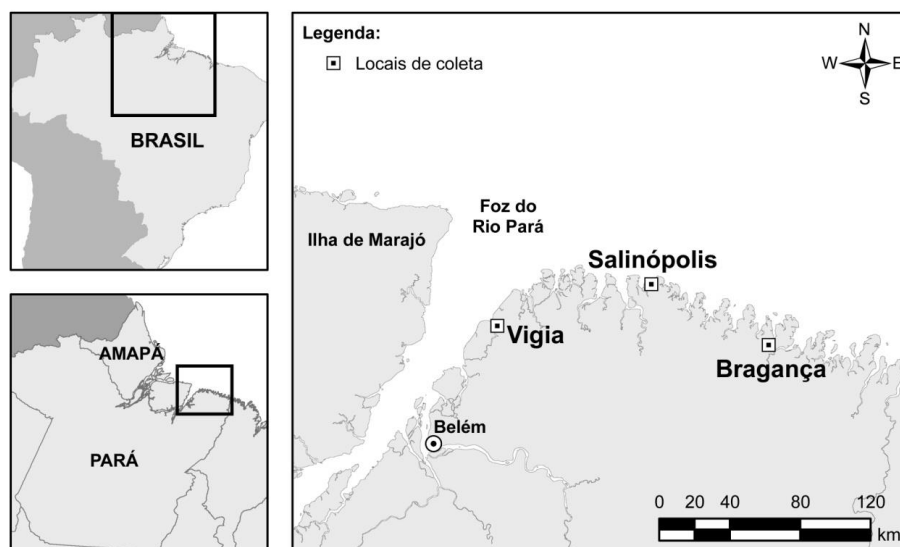 BRASIL
AMAPÁ
PARÁ
Legenda:
Locais de coleta
N
W E
S
Foz do
Rio Pará
Ilha de Marajó
Salinópolis
Vigia
Bragança
Belém
0 20 40 80 120
km